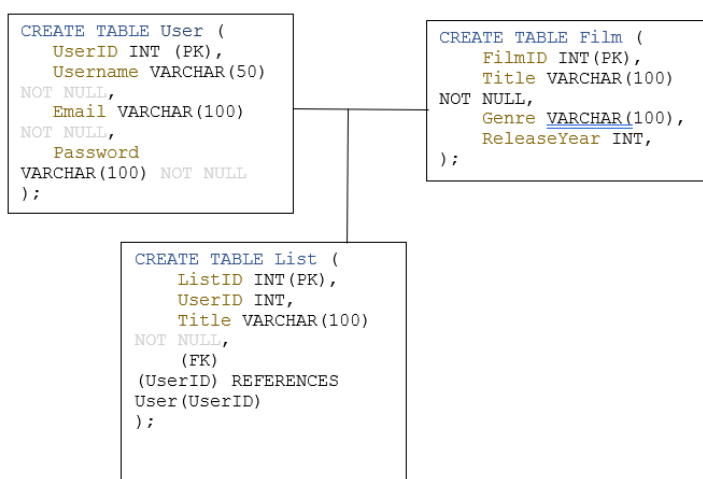 CREATE TABLE User (
UserID INT (PK),
Username VARCHAR(50)
NOT NULL,
Email VARCHAR(100)
NOT NULL,
Password
VARCHAR(100) NOT NULL
);
CREATE TABLE Film (
FilmID INT(PK),
Title VARCHAR(100)
NOT NULL,
Genre VARCHAR(100),
ReleaseYear INT,
);
CREATE TABLE List (
ListID INT(PK),
UserID INT,
Title VARCHAR(100)
NOT NULL,
(FK)
(UserID) REFERENCES
User(UserID)
);